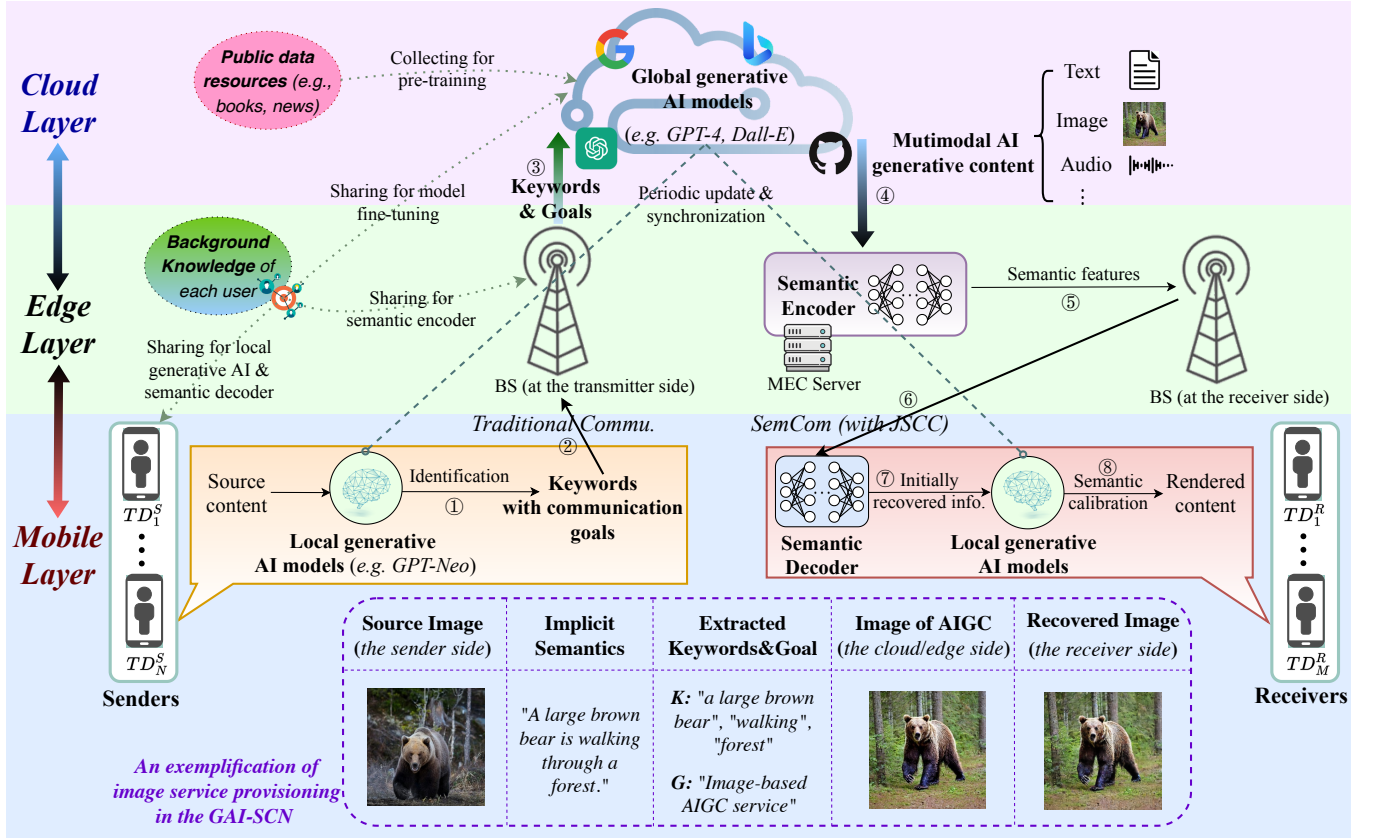 Cloud
Layer
Edge
Layer
Mobile
Layer
Public data
resources (e.g.,
books, news)
Collecting for
pre-training
Global generative
AI models
(e.g. GPT-4, Dall-E)
Mutimodal AI
generative content
Text
Image
Audio
⋮
③
Keywords
& Goals
Sharing for model
fine-tuning
Periodic update &
synchronization
④
Background
Knowledge of
each user
Sharing for
semantic encoder
Sharing for local
generative AI &
semantic decoder
BS (at the transmitter side)
Semantic
Encoder
MEC Server
Semantic features
⑤
BS (at the receiver side)
⑥
Traditional Commu.
②
SemCom (with JSCC)
TD_1^S
TD_N^S
Senders
Source
content
Identification
①
Keywords
with communication
goals
Local generative
AI models (e.g. GPT-Neo)
Semantic
Decoder
⑦ Initially
recovered info.
Local generative
AI models
⑧
Semantic
calibration
Rendered
content
TD_1^R
TD_M^R
Receivers
Source Image
(the sender side)
Implicit
Semantics
Extracted
Keywords&Goal
Image of AIGC
(the cloud/edge side)
Recovered Image
(the receiver side)
"A large brown
bear is walking
through a
forest."
K: "a large brown
bear", "walking",
"forest"
G: "Image-based
AIGC service"
An exemplification of
image service provisioning
in the GAI-SCN